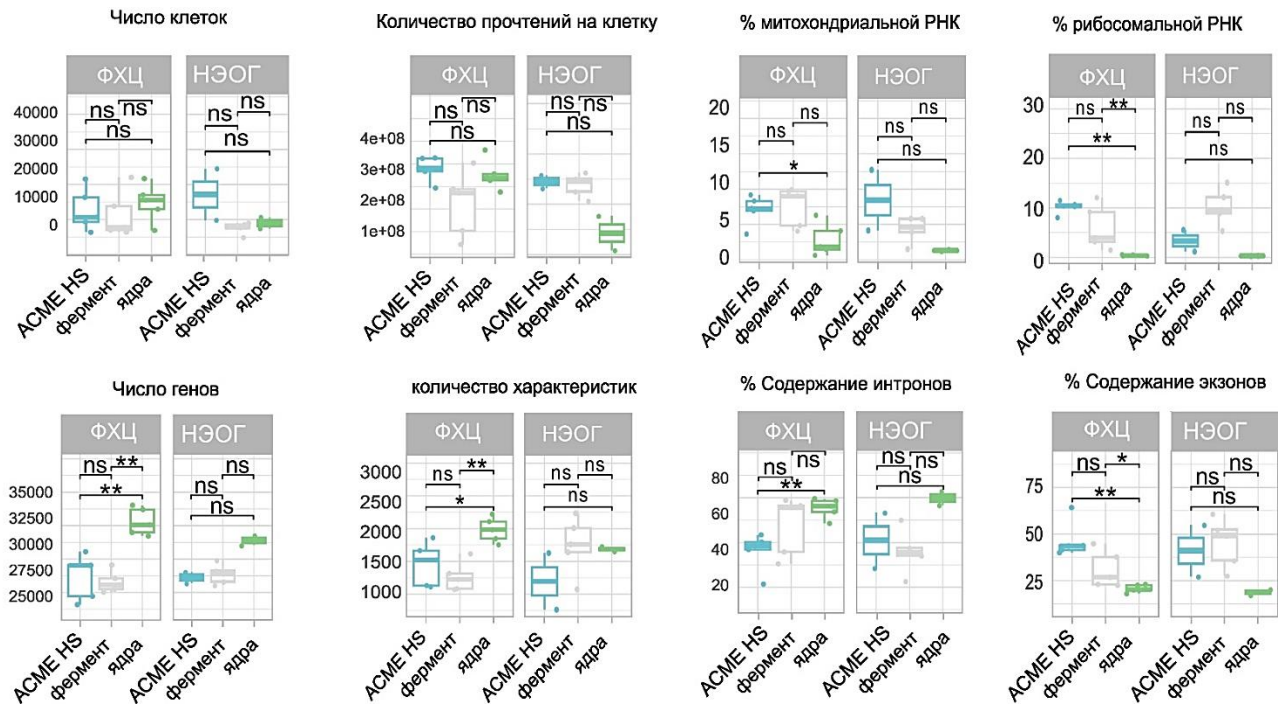 Число клеток
ФХЦ НЭОГ
ns ns
ns
ns ns
ns
40000
30000
20000
10000
0
ACME HS фермент ядра ACME HS фермент ядра
Количество прочтений на клетку
ФХЦ НЭОГ
ns ns
ns
ns ns
ns
4e+08
3e+08
2e+08
1e+08
ACME HS фермент ядра ACME HS фермент ядра
% митохондриальной РНК
ФХЦ НЭОГ
ns ns
*
ns ns
ns
20
15
10
5
0
ACME HS фермент ядра ACME HS фермент ядра
% рибосомальной РНК
ФХЦ НЭОГ
ns **
**
ns ns
ns
30
20
10
0
ACME HS фермент ядра ACME HS фермент ядра
Число генов
ФХЦ НЭОГ
ns **
**
ns ns
ns
35000
32500
30000
27500
25000
ACME HS фермент ядра ACME HS фермент ядра
количество характеристик
ФХЦ НЭОГ
ns **
*
ns ns
ns
3000
2500
2000
1500
1000
ACME HS фермент ядра ACME HS фермент ядра
% Содержание интронов
ФХЦ НЭОГ
ns ns
**
ns ns
ns
80
60
40
20
ACME HS фермент ядра ACME HS фермент ядра
% Содержание экзонов
ФХЦ НЭОГ
ns *
**
ns ns
ns
75
50
25
ACME HS фермент ядра ACME HS фермент ядра